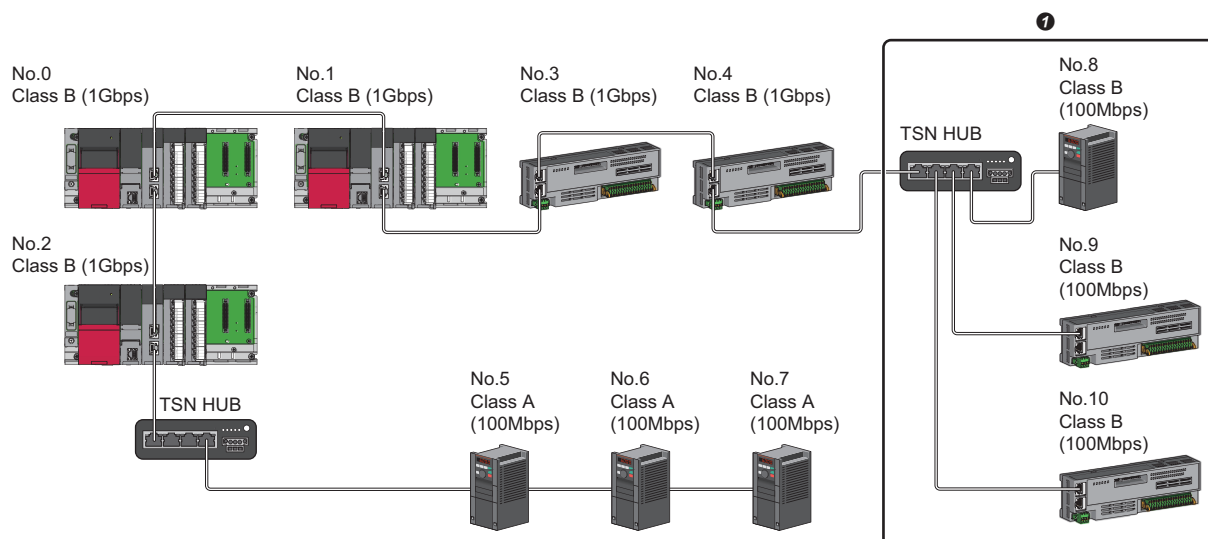 ❶
No.0
Class B (1Gbps)
No.1
Class B (1Gbps)
No.3
Class B (1Gbps)
No.4
Class B (1Gbps)
TSN HUB
No.8
Class B
(100Mbps)
No.2
Class B (1Gbps)
No.9
Class B
(100Mbps)
TSN HUB
No.5
Class A
(100Mbps)
No.6
Class A
(100Mbps)
No.7
Class A
(100Mbps)
No.10
Class B
(100Mbps)